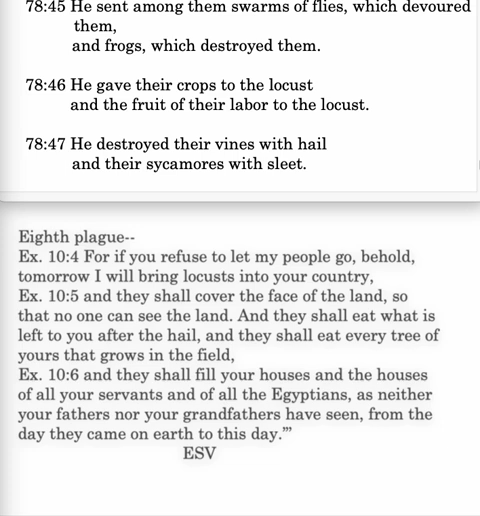 78:45 He sent among them swarms of flies, which devoured
them,
and frogs, which destroyed them.
78:46 He gave their crops to the locust
and the fruit of their labor to the locust.
78:47 He destroyed their vines with hail
and their sycamores with sleet.
Eighth plague--
Ex. 10:4 For if you refuse to let my people go, behold,
tomorrow I will bring locusts into your country,
Ex. 10:5 and they shall cover the face of the land, so
that no one can see the land. And they shall eat what is
left to you after the hail, and they shall eat every tree of
yours that grows in the field,
Ex. 10:6 and they shall fill your houses and the houses
of all your servants and of all the Egyptians, as neither
your fathers nor your grandfathers have seen, from the
day they came on earth to this day.”’
ESV